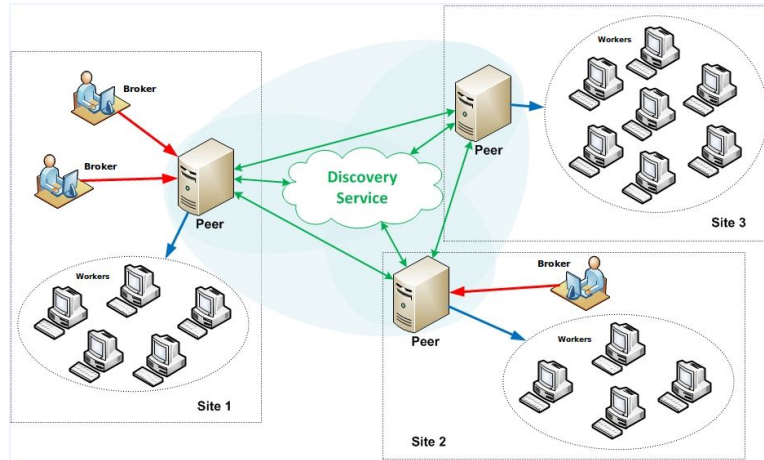 Broker
Broker
Peer
Workers
Site 1
Discovery
Service
Peer
Workers
Site 3
Peer
Broker
Workers
Site 2